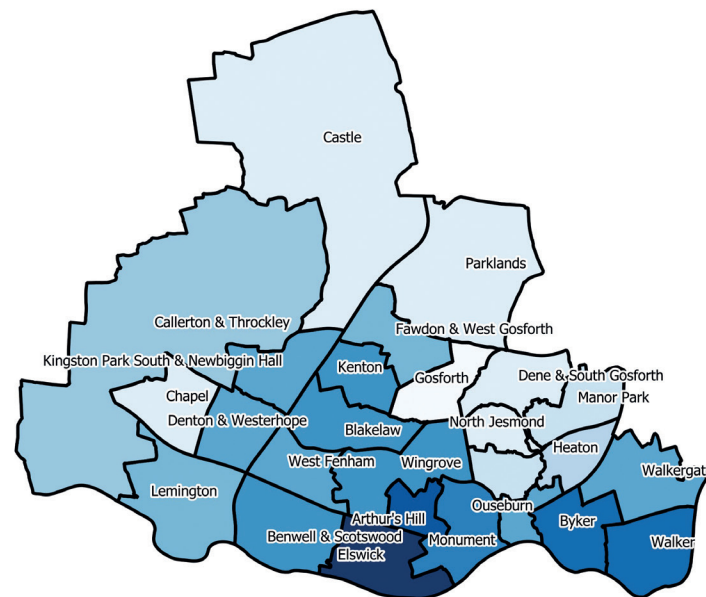 Castle
Parklands
Callerton & Throckley
Fawdon & West Gosforth
Kingston Park South & Newbiggin Hall
Kenton
Gosforth
Dene & South Gosforth
Chapel
Manor Park
Denton & Westerhope
Blakelaw
North Jesmond
Heaton
West Fenham
Wingrove
Walkergat
Lemington
Ouseburn
Arthur's Hill
Byker
Benwell & Scotswood
Monument
Walker
Elswick